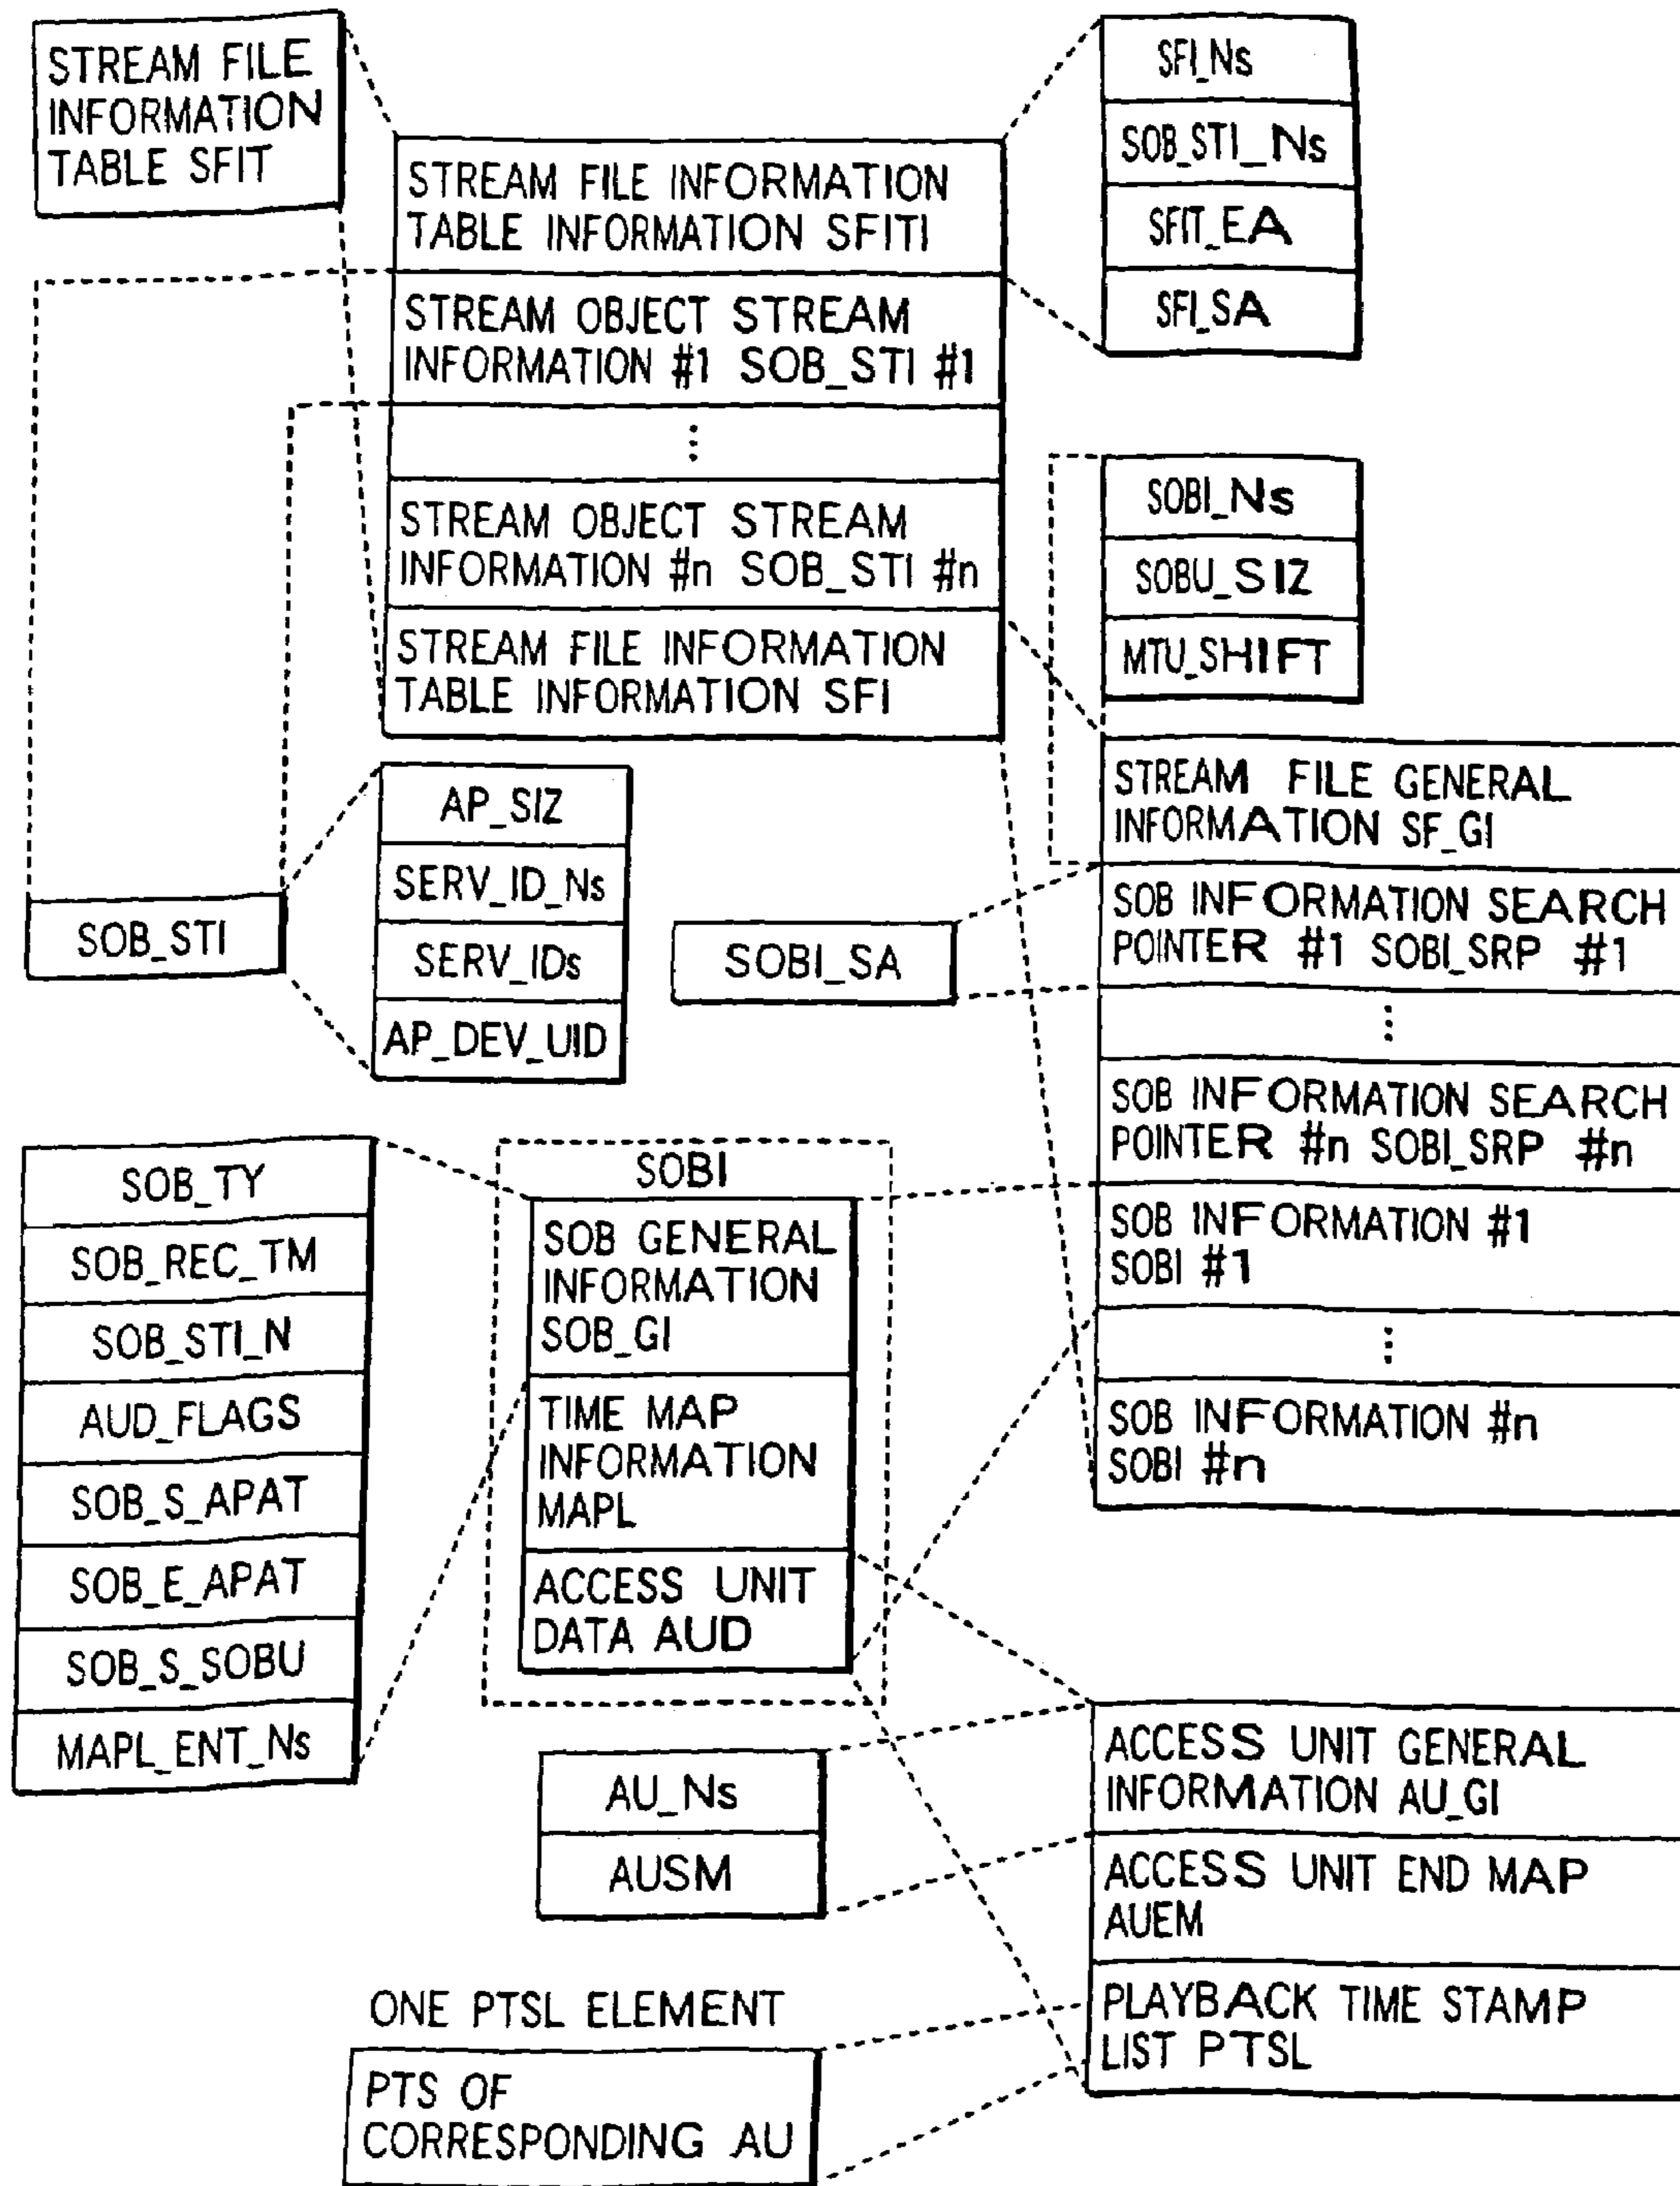 STREAM FILE
INFORMATION
TABLE SFIT
STREAM FILE INFORMATION
TABLE INFORMATION SFITI
STREAM OBJECT STREAM
INFORMATION #1 SOB_STI #1
⋮
STREAM OBJECT STREAM
INFORMATION #n SOB_STI #n
STREAM FILE INFORMATION
TABLE INFORMATION SFI
SFI_Ns
SOB_STI_Ns
SFIT_EA
SFI_SA
SOBI_Ns
SOBU_SIZ
MTU_SHIFT
STREAM FILE GENERAL
INFORMATION SF_GI
SOB INFORMATION SEARCH
POINTER #1 SOBI_SRP #1
⋮
SOB INFORMATION SEARCH
POINTER #n SOBI_SRP #n
SOB INFORMATION #1
SOBI #1
⋮
SOB INFORMATION #n
SOBI #n
SOB_STI
AP_SIZ
SERV_ID_Ns
SERV_IDs
AP_DEV_UID
SOBI_SA
SOB_TY
SOB_REC_TM
SOB_STI_N
AUD_FLAGS
SOB_S_APAT
SOB_E_APAT
SOB_S_SOBU
MAPL_ENT_Ns
SOBI
SOB GENERAL
INFORMATION
SOB_GI
TIME MAP
INFORMATION
MAPL
ACCESS UNIT
DATA AUD
AU_Ns
AUSM
ACCESS UNIT GENERAL
INFORMATION AU_GI
ACCESS UNIT END MAP
AUEM
PLAYBACK TIME STAMP
LIST PTSL
ONE PTSL ELEMENT
PTS OF
CORRESPONDING AU